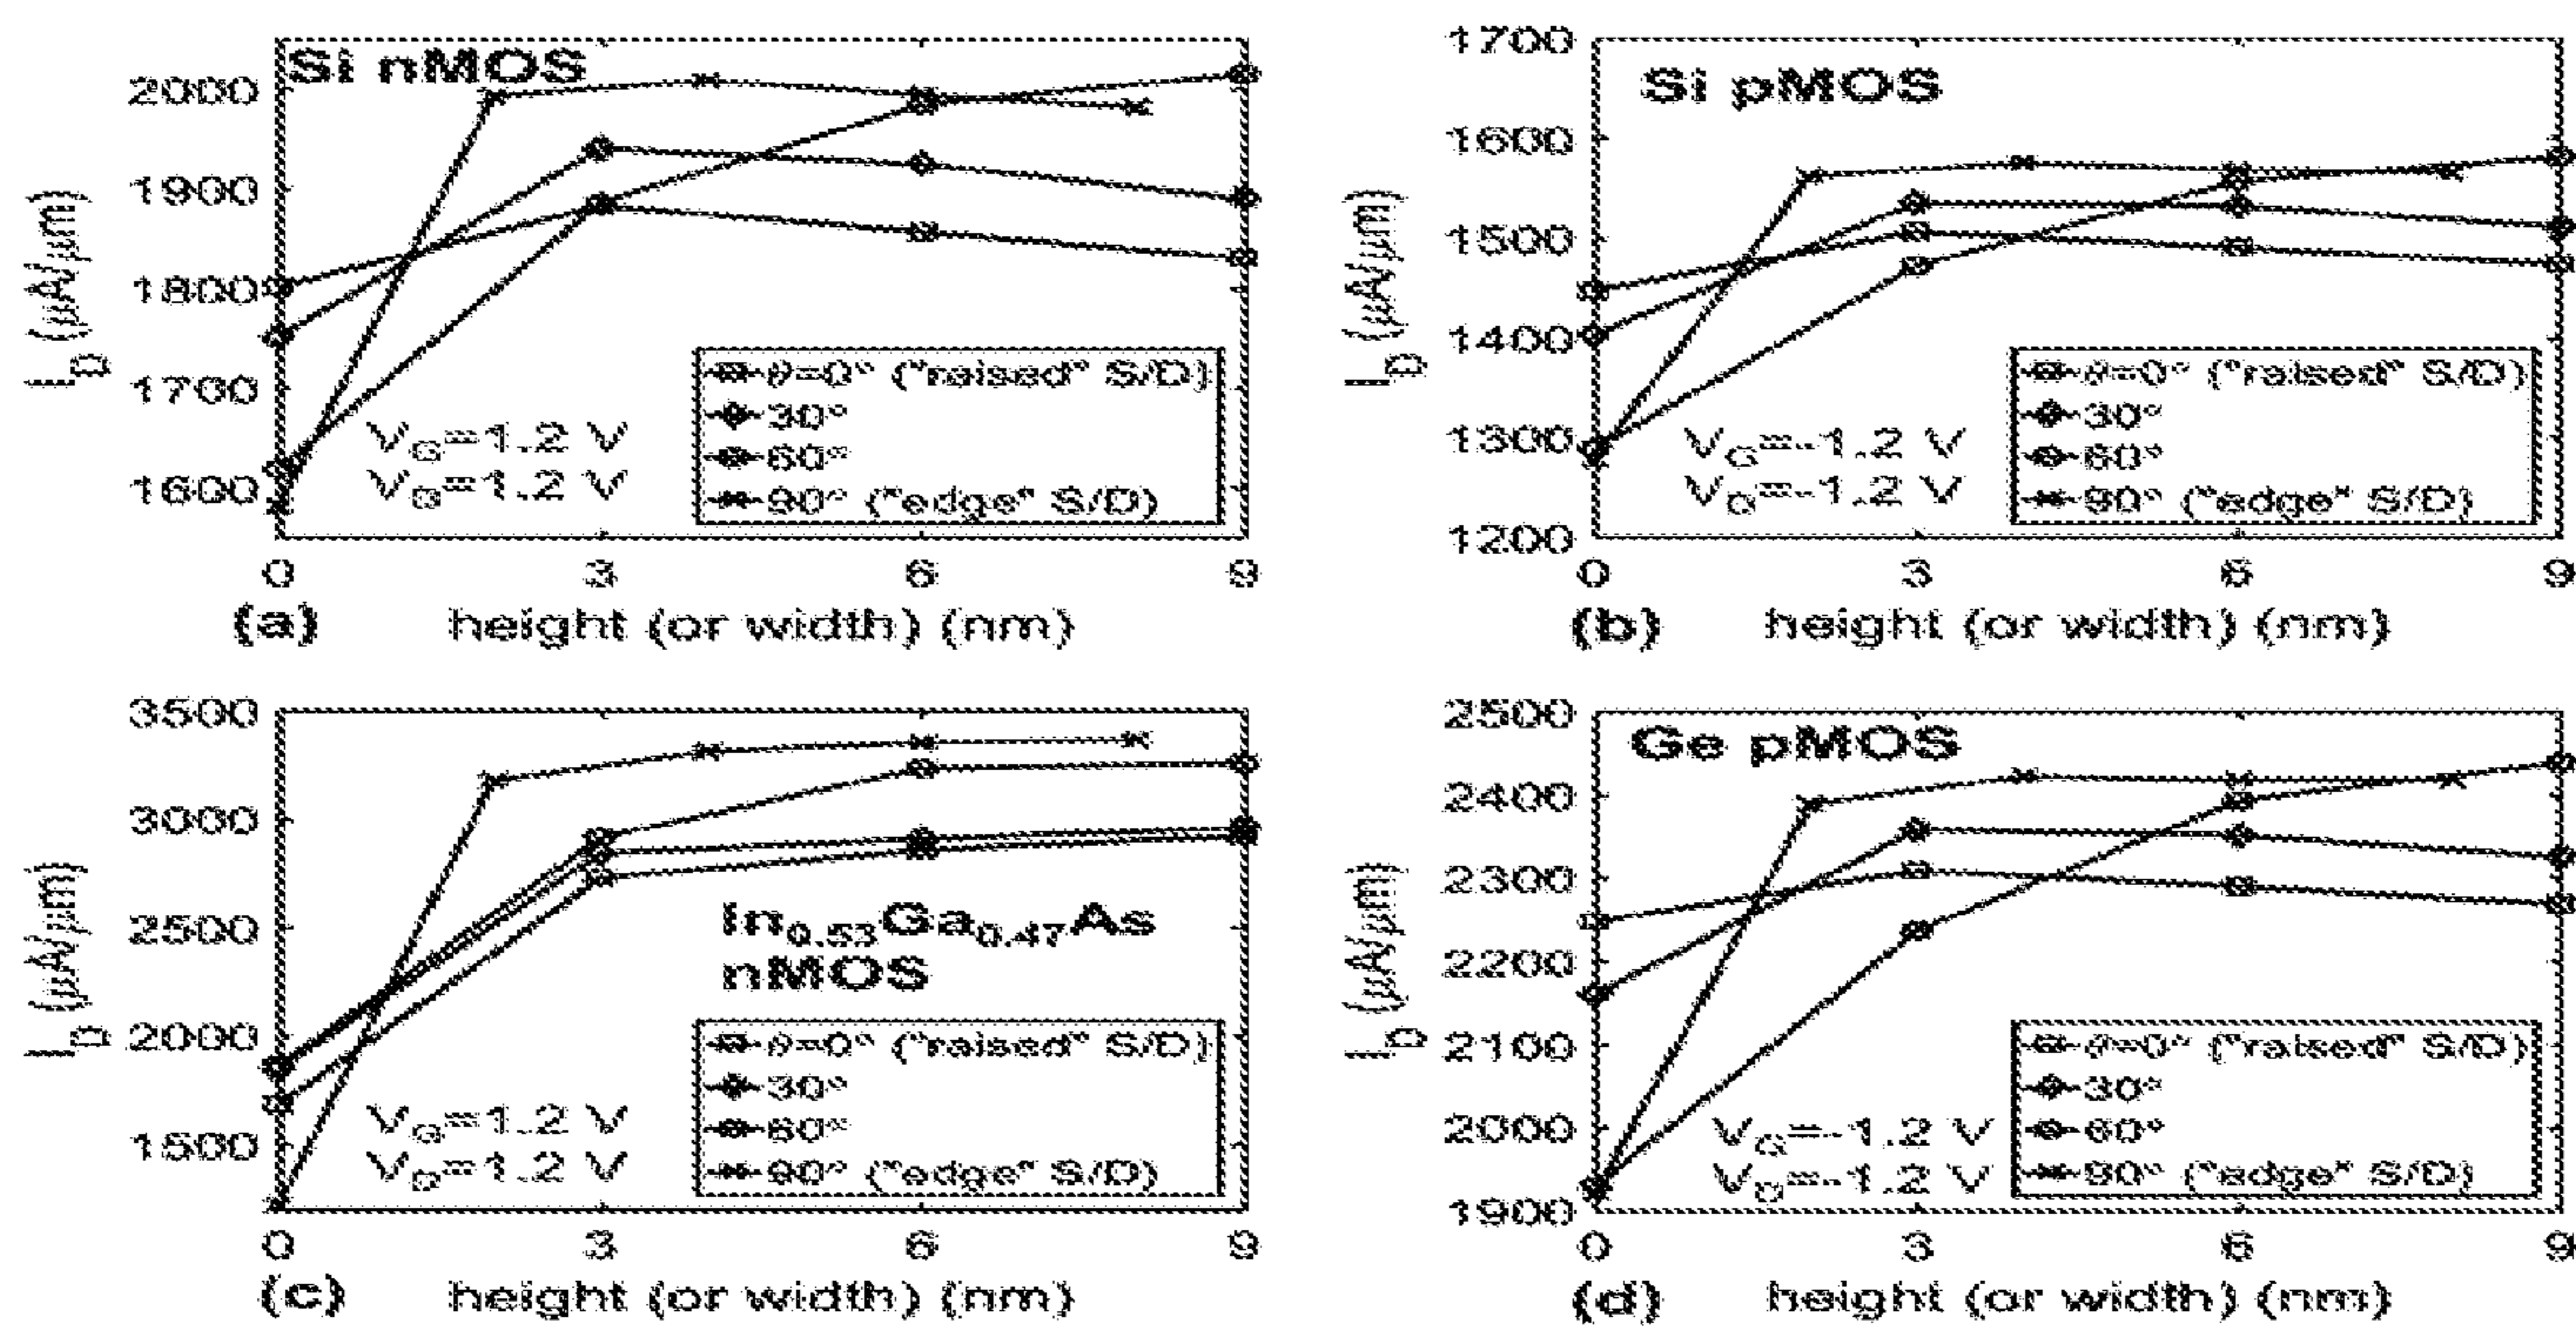 Si nMOS
2000
1900
1800
1700
1600
I_D (μA/μm)
V_G=1.2 V
V_D=1.2 V
θ=0° ("raised" S/D)
30°
60°
90° ("edge" S/D)
0 3 6 9
(a) height (or width) (nm)
Si pMOS
1700
1600
1500
1400
1300
1200
I_D (μA/μm)
V_G=-1.2 V
V_D=-1.2 V
θ=0° ("raised" S/D)
30°
60°
90° ("edge" S/D)
0 3 6 9
(b) height (or width) (nm)
3500
3000
2500
2000
1500
I_D (μA/μm)
In0.53Ga0.47As
nMOS
V_G=1.2 V
V_D=1.2 V
θ=0° ("raised" S/D)
30°
60°
90° ("edge" S/D)
0 3 6 9
(c) height (or width) (nm)
Ge pMOS
2500
2400
2300
2200
2100
2000
1900
I_D (μA/μm)
V_G=-1.2 V
V_D=-1.2 V
θ=0° ("raised" S/D)
30°
60°
90° ("edge" S/D)
0 3 6 9
(d) height (or width) (nm)